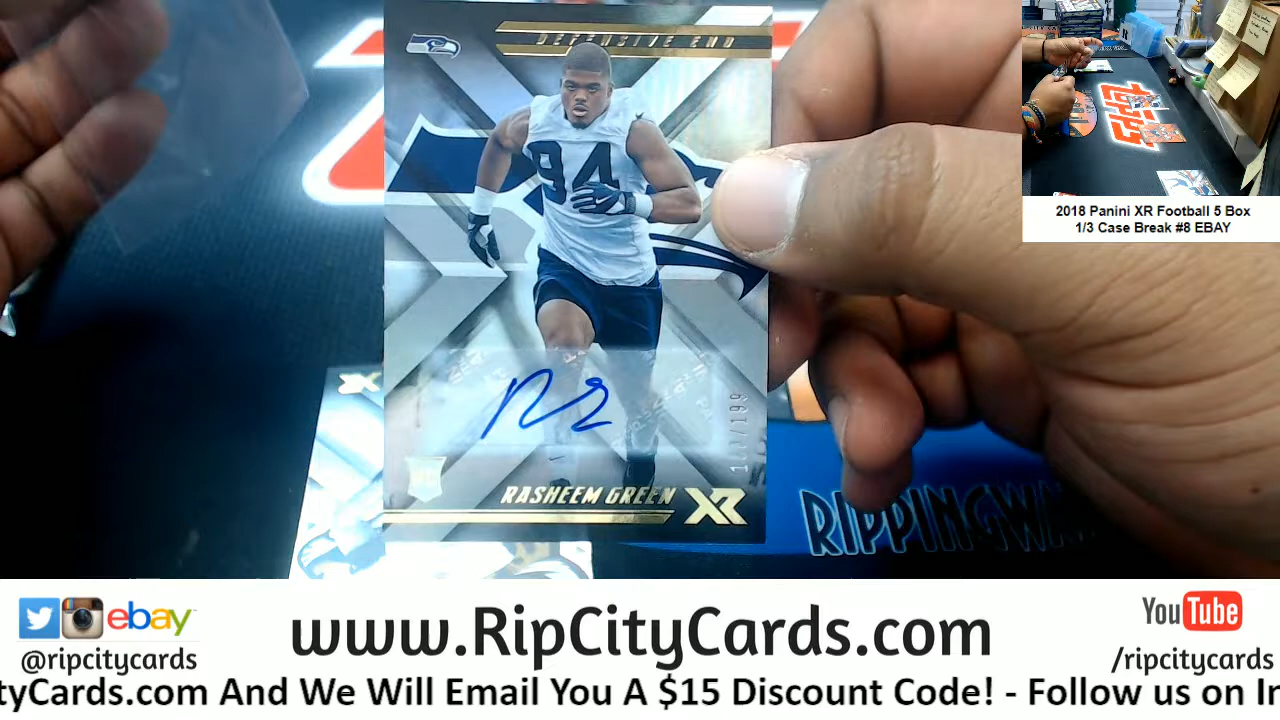 DEFENSIVE END
94
RASHEEM GREEN XR
RIPPINGW
2018 Panini XR Football 5 Box
1/3 Case Break #8 EBAY
ebay
www.RipCityCards.com
YouTube
@ripcitycards
/ripcitycards
tyCards.com And We Will Email You A $15 Discount Code! - Follow us on In